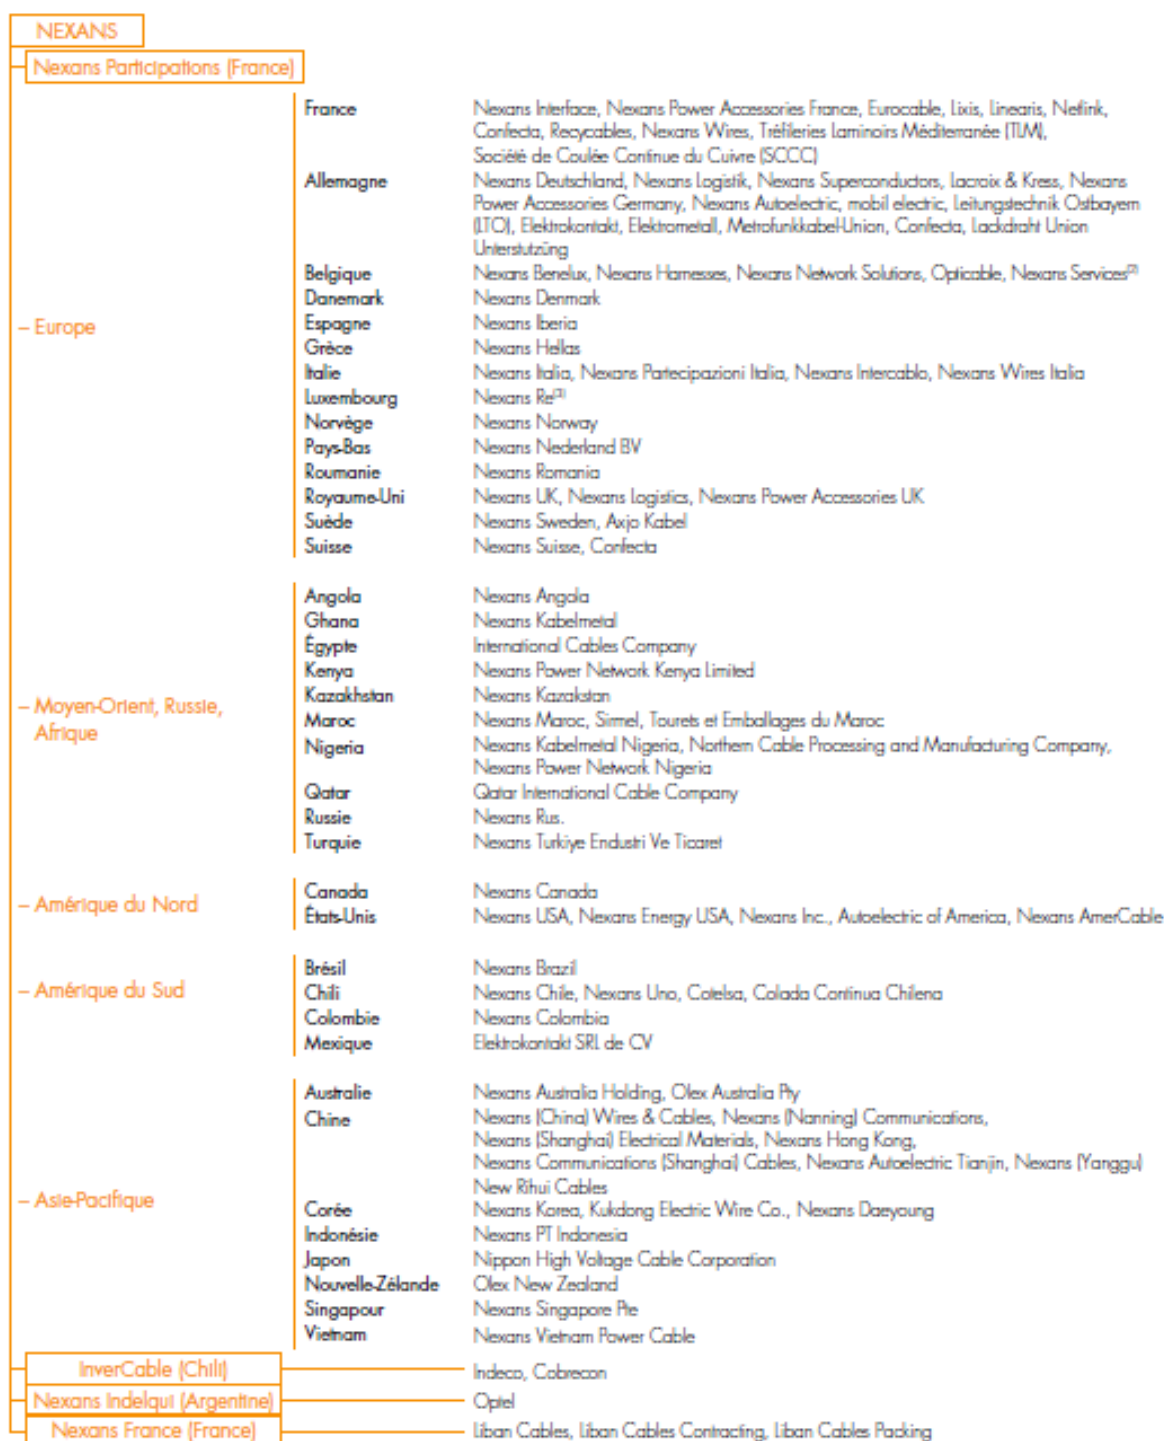 NEXANS
Nexans Participations (France)
– Europe
France Nexans Interface, Nexans Power Accessories France, Eurocable, Lixis, Linearis, Netlink,
Confecta, Recycables, Nexans Wires, Tréfileries Laminoirs Méditerranée (TLM),
Société de Coulée Continue du Cuivre (SCCC)
Allemagne Nexans Deutschland, Nexans Logistik, Nexans Superconductors, Lacroix & Kress, Nexans
Power Accessories Germany, Nexans Autoelectric, mobil electric, Leitungstechnik Ostbayern
(LTO), Elektrokontakt, Elektrometall, Metrofunkkabel-Union, Confecta, Lackdraht Union
Unterstutzüng
Belgique Nexans Benelux, Nexans Harnesses, Nexans Network Solutions, Opticable, Nexans Services(2)
Danemark Nexans Denmark
Espagne Nexans Iberia
Grèce Nexans Hellas
Italie Nexans Italia, Nexans Partecipazioni Italia, Nexans Intercablo, Nexans Wires Italia
Luxembourg Nexans Re(3)
Norvège Nexans Norway
Pays-Bas Nexans Nederland BV
Roumanie Nexans Romania
Royaume-Uni Nexans UK, Nexans Logistics, Nexans Power Accessories UK
Suède Nexans Sweden, Axjo Kabel
Suisse Nexans Suisse, Confecta
– Moyen-Orient, Russie,
Afrique
Angola Nexans Angola
Ghana Nexans Kabelmetal
Égypte International Cables Company
Kenya Nexans Power Network Kenya Limited
Kazakhstan Nexans Kazakstan
Maroc Nexans Maroc, Sirmel, Tourets et Emballages du Maroc
Nigeria Nexans Kabelmetal Nigeria, Northern Cable Processing and Manufacturing Company,
Nexans Power Network Nigeria
Qatar Qatar International Cable Company
Russie Nexans Rus.
Turquie Nexans Turkiye Endustri Ve Ticaret
– Amérique du Nord
Canada Nexans Canada
États-Unis Nexans USA, Nexans Energy USA, Nexans Inc., Autoelectric of America, Nexans AmerCable
– Amérique du Sud
Brésil Nexans Brazil
Chili Nexans Chile, Nexans Uno, Cotelsa, Colada Continua Chilena
Colombie Nexans Colombia
Mexique Elektrokontakt SRL de CV
– Asie-Pacifique
Australie Nexans Australia Holding, Olex Australia Pty
Chine Nexans (China) Wires & Cables, Nexans (Nanning) Communications,
Nexans (Shanghai) Electrical Materials, Nexans Hong Kong,
Nexans Communications (Shanghai) Cables, Nexans Autoelectric Tianjin, Nexans (Yanggu)
New Rihui Cables
Corée Nexans Korea, Kukdong Electric Wire Co., Nexans Daeyoung
Indonésie Nexans PT Indonesia
Japon Nippon High Voltage Cable Corporation
Nouvelle-Zélande Olex New Zealand
Singapour Nexans Singapore Pte
Vietnam Nexans Vietnam Power Cable
InverCable (Chili) Indeco, Cobrecon
Nexans Indelqui (Argentine) Optel
Nexans France (France) Liban Cables, Liban Cables Contracting, Liban Cables Packing